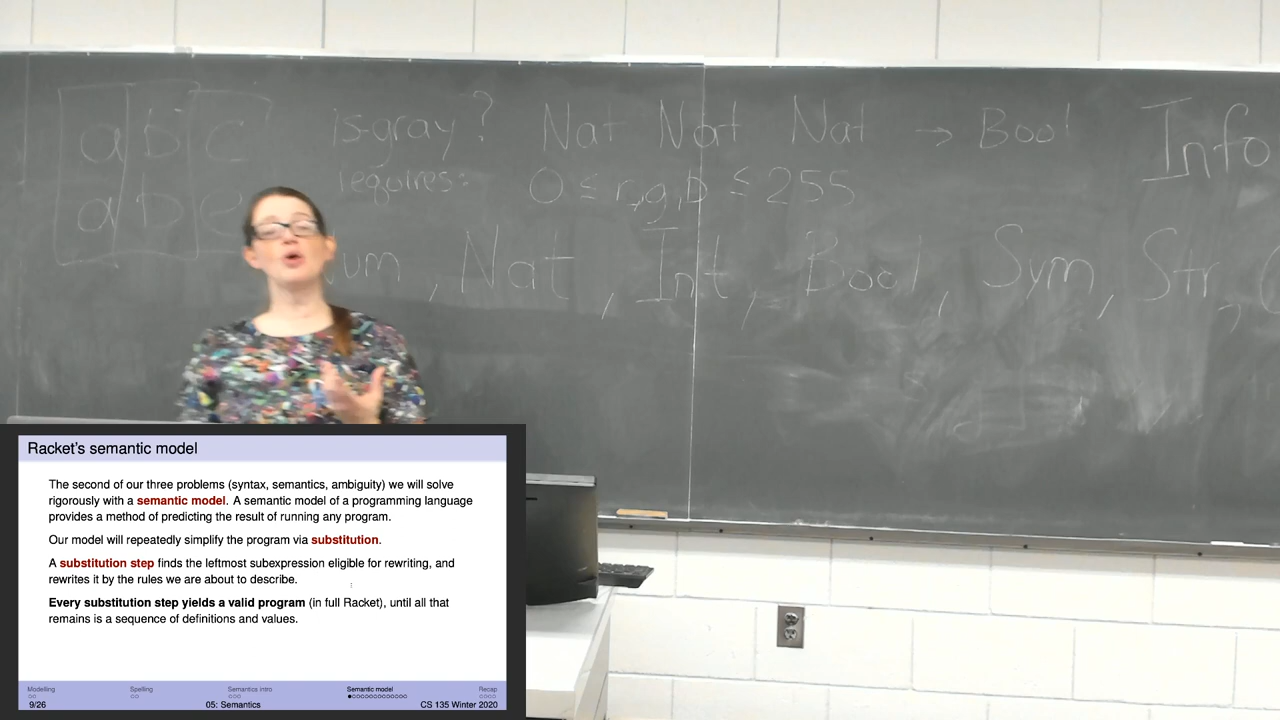 a b c
is-gray? Nat Nat Nat → Bool
Info
requires: 0 ≤ r,g,b ≤ 255
a b c
um, Nat, Int, Bool, Sym, Str,
Racket's semantic model
The second of our three problems (syntax, semantics, ambiguity) we will solve
rigorously with a semantic model. A semantic model of a programming language
provides a method of predicting the result of running any program.
Our model will repeatedly simplify the program via substitution.
A substitution step finds the leftmost subexpression eligible for rewriting, and
rewrites it by the rules we are about to describe.
Every substitution step yields a valid program (in full Racket), until all that
remains is a sequence of definitions and values.
Modelling Spelling Semantics intro Semantic model Recap
9/26 05: Semantics CS 135 Winter 2020